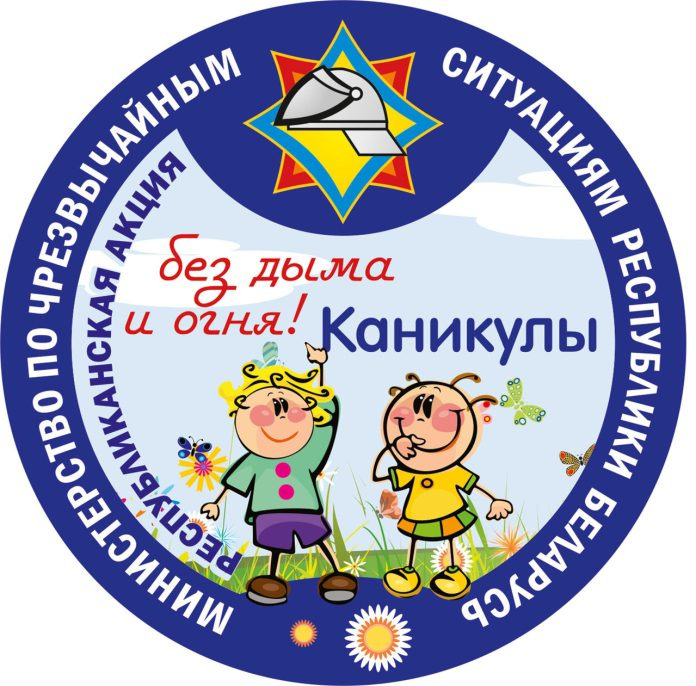 МИНИСТЕРСТВО ПО ЧРЕЗВЫЧАЙНЫМ СИТУАЦИЯМ РЕСПУБЛИКИ БЕЛАРУСЬ
РЕСПУБЛИКАНСКАЯ АКЦИЯ
без дыма
и огня!
Каникулы